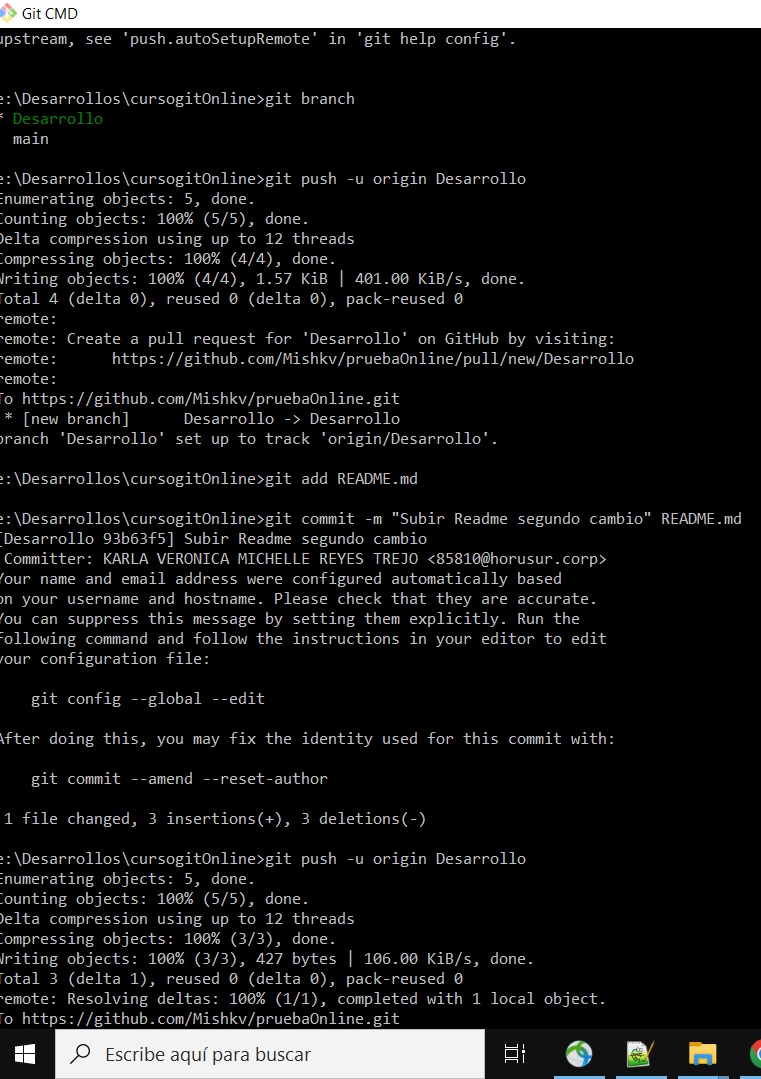 Git CMD
upstream, see 'push.autoSetupRemote' in 'git help config'.
e:\Desarrollos\cursogitOnline>git branch
* Desarrollo
main
e:\Desarrollos\cursogitOnline>git push -u origin Desarrollo
Enumerating objects: 5, done.
Counting objects: 100% (5/5), done.
Delta compression using up to 12 threads
Compressing objects: 100% (4/4), done.
Writing objects: 100% (4/4), 1.57 KiB | 401.00 KiB/s, done.
Total 4 (delta 0), reused 0 (delta 0), pack-reused 0
remote:
remote: Create a pull request for 'Desarrollo' on GitHub by visiting:
remote:      https://github.com/Mishkv/pruebaOnline/pull/new/Desarrollo
remote:
To https://github.com/Mishkv/pruebaOnline.git
* [new branch]      Desarrollo -> Desarrollo
branch 'Desarrollo' set up to track 'origin/Desarrollo'.
e:\Desarrollos\cursogitOnline>git add README.md
e:\Desarrollos\cursogitOnline>git commit -m "Subir Readme segundo cambio" README.md
[Desarrollo 93b63f5] Subir Readme segundo cambio
Committer: KARLA VERONICA MICHELLE REYES TREJO <85810@horusur.corp>
Your name and email address were configured automatically based
on your username and hostname. Please check that they are accurate.
You can suppress this message by setting them explicitly. Run the
following command and follow the instructions in your editor to edit
your configuration file:
git config --global --edit
After doing this, you may fix the identity used for this commit with:
git commit --amend --reset-author
1 file changed, 3 insertions(+), 3 deletions(-)
e:\Desarrollos\cursogitOnline>git push -u origin Desarrollo
Enumerating objects: 5, done.
Counting objects: 100% (5/5), done.
Delta compression using up to 12 threads
Compressing objects: 100% (3/3), done.
Writing objects: 100% (3/3), 427 bytes | 106.00 KiB/s, done.
Total 3 (delta 1), reused 0 (delta 0), pack-reused 0
remote: Resolving deltas: 100% (1/1), completed with 1 local object.
To https://github.com/Mishkv/pruebaOnline.git
Escribe aquí para buscar